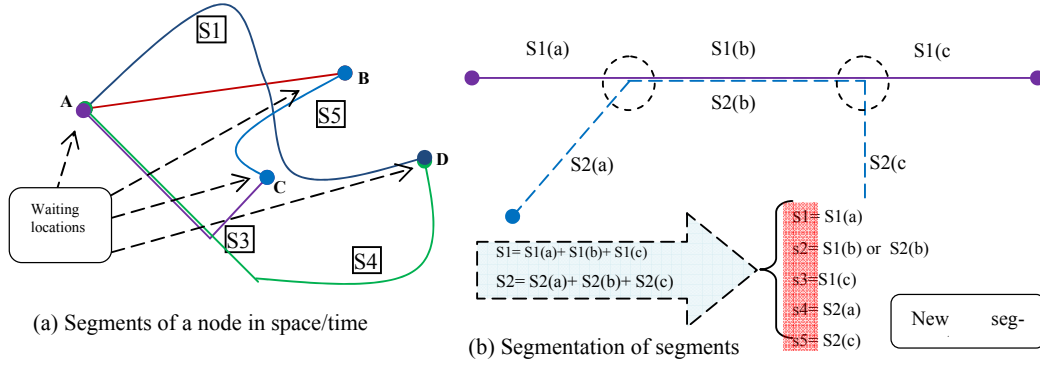 S1
A
B
S5
D
C
Waiting
locations
S3
S4
(a) Segments of a node in space/time
S1(a)
S1(b)
S1(c
S2(b)
S2(a)
S2(c
S1= S1(a)+ S1(b)+ S1(c)
S2= S2(a)+ S2(b)+ S2(c)
s1= S1(a)
s2= S1(b) or S2(b)
s3=S1(c)
s4= S2(a)
s5= S2(c)
New seg-
(b) Segmentation of segments